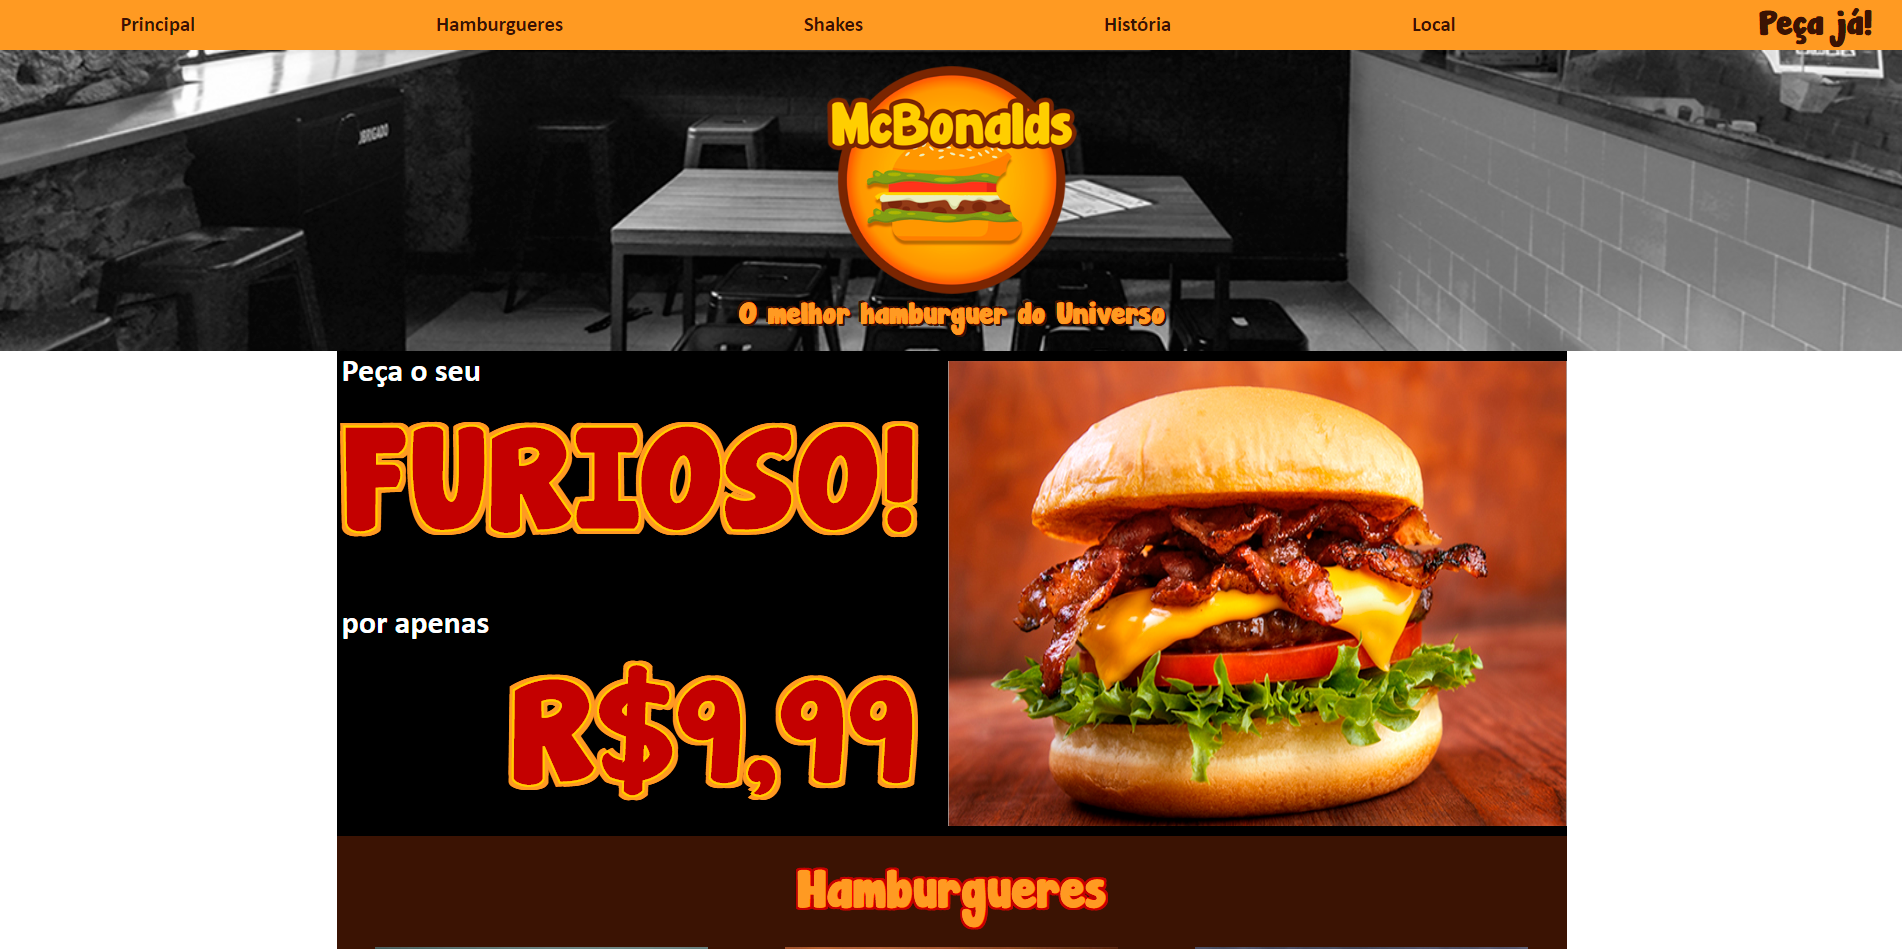 Principal
Hamburgueres
Shakes
História
Local
Peça já!
BRIGADO
McBonalds
O melhor hamburguer do Universo
Peça o seu
FURIOSO!
por apenas
R$9,99
Hamburgueres